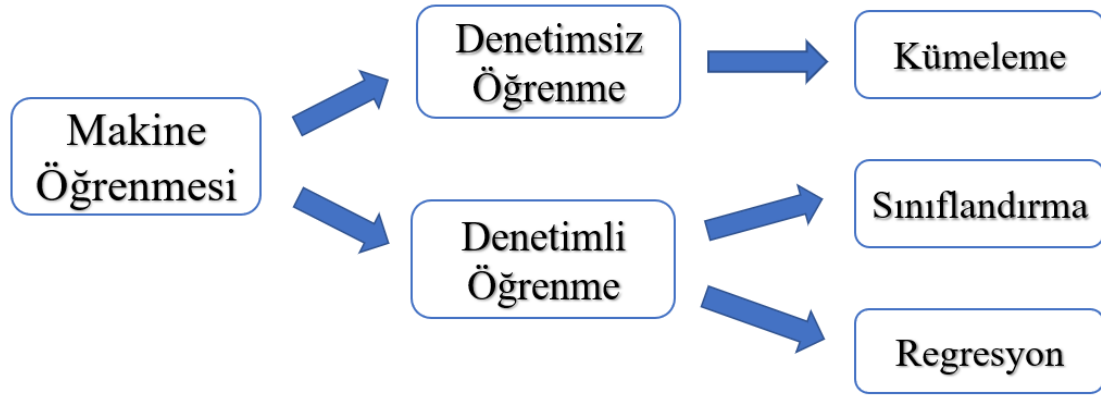 Makine
Öğrenmesi
Denetimsiz
Öğrenme
Denetimli
Öğrenme
Kümeleme
Sınıflandırma
Regresyon